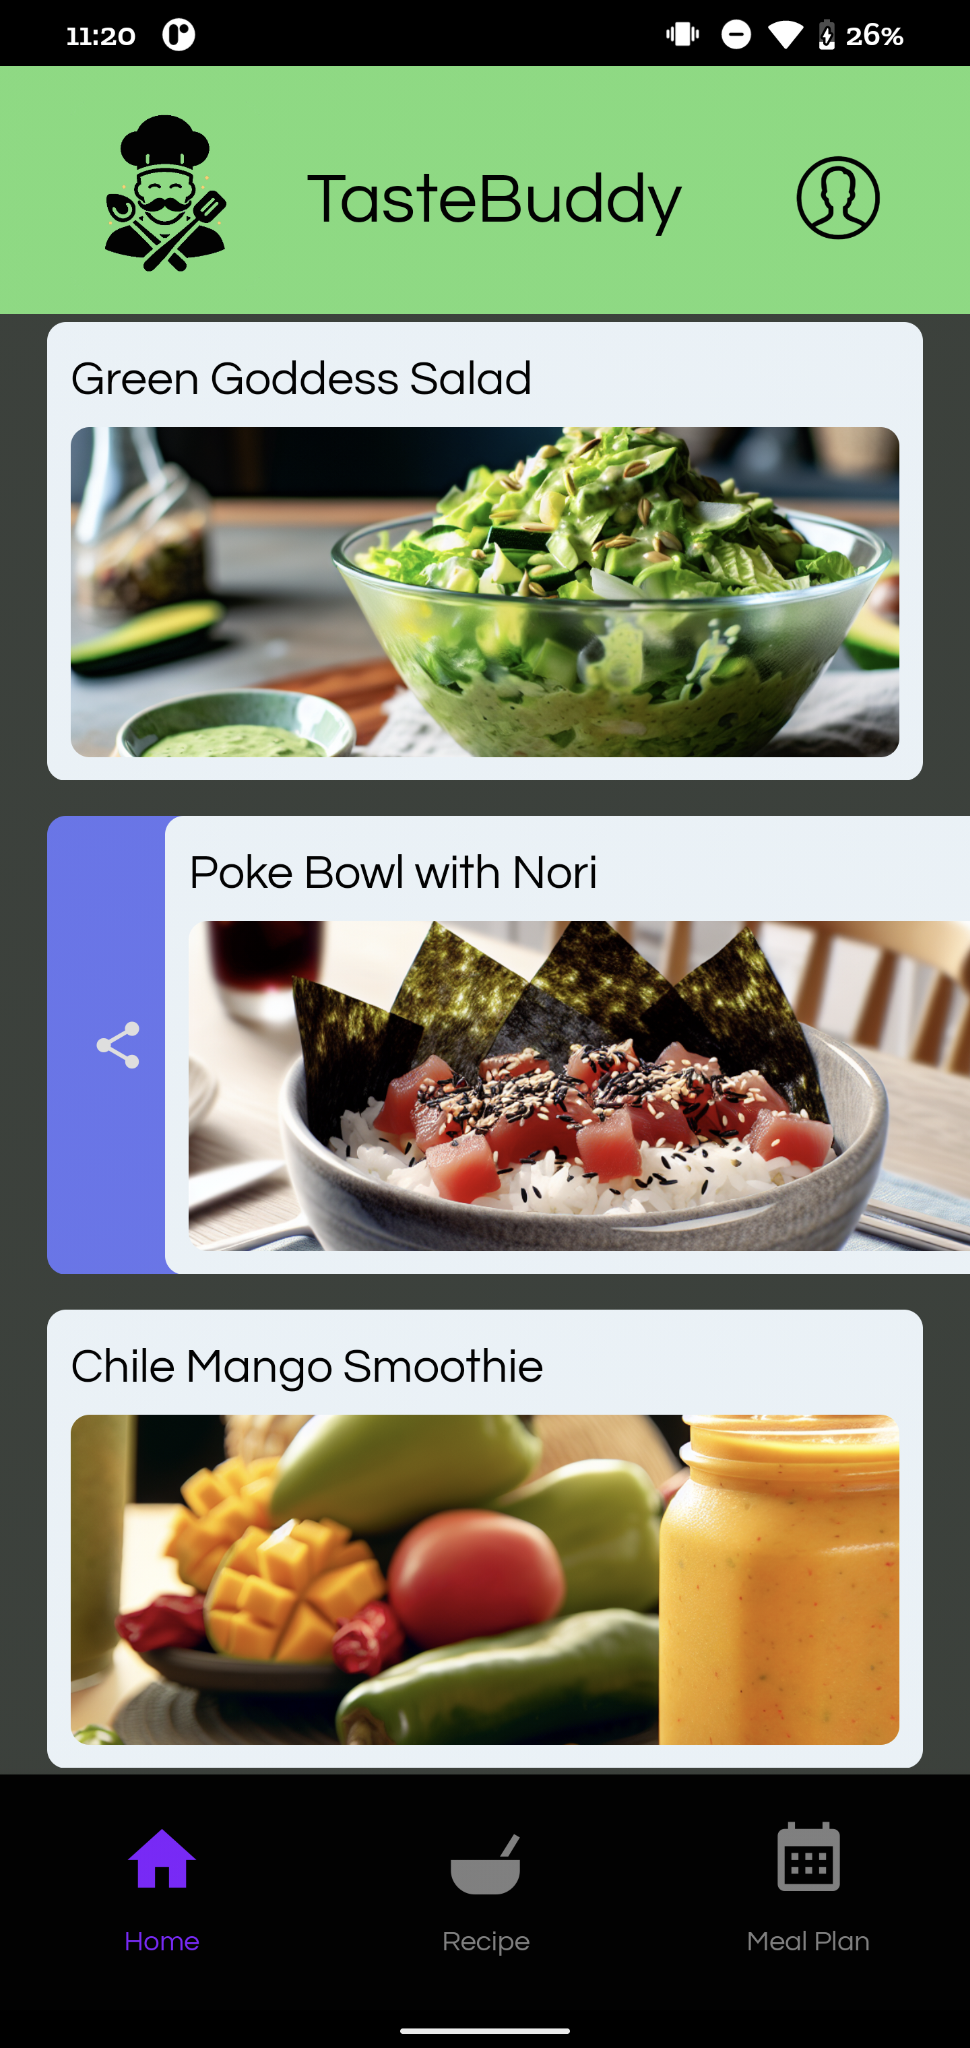 11:20
26%
TasteBuddy
Green Goddess Salad
Poke Bowl with Nori
Chile Mango Smoothie
Home
Recipe
Meal Plan